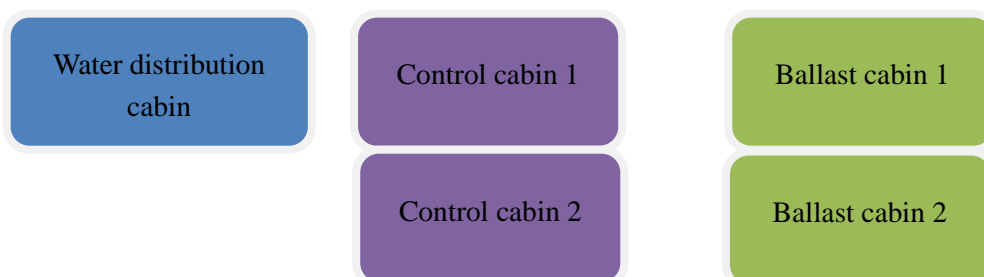 Water distribution
cabin
Control cabin 1
Ballast cabin 1
Control cabin 2
Ballast cabin 2